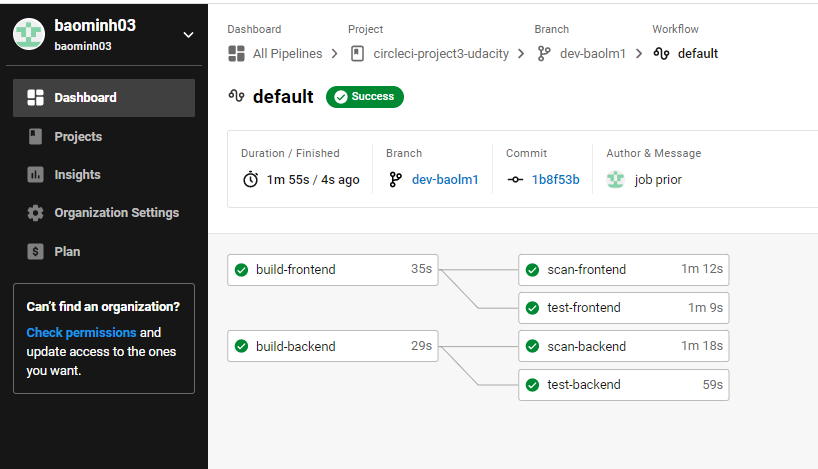 baominh03
baominh03
Dashboard
Projects
Insights
Organization Settings
Plan
Can't find an organization?
Check permissions and
update access to the ones
you want.
Dashboard
Project
Branch
Workflow
All Pipelines
circleci-project3-udacity
dev-baolm1
default
default
Success
Duration / Finished
Branch
Commit
Author & Message
1m 55s / 4s ago
dev-baolm1
1b8f53b
job prior
build-frontend 35s
scan-frontend 1m 12s
test-frontend 1m 9s
build-backend 29s
scan-backend 1m 18s
test-backend 59s